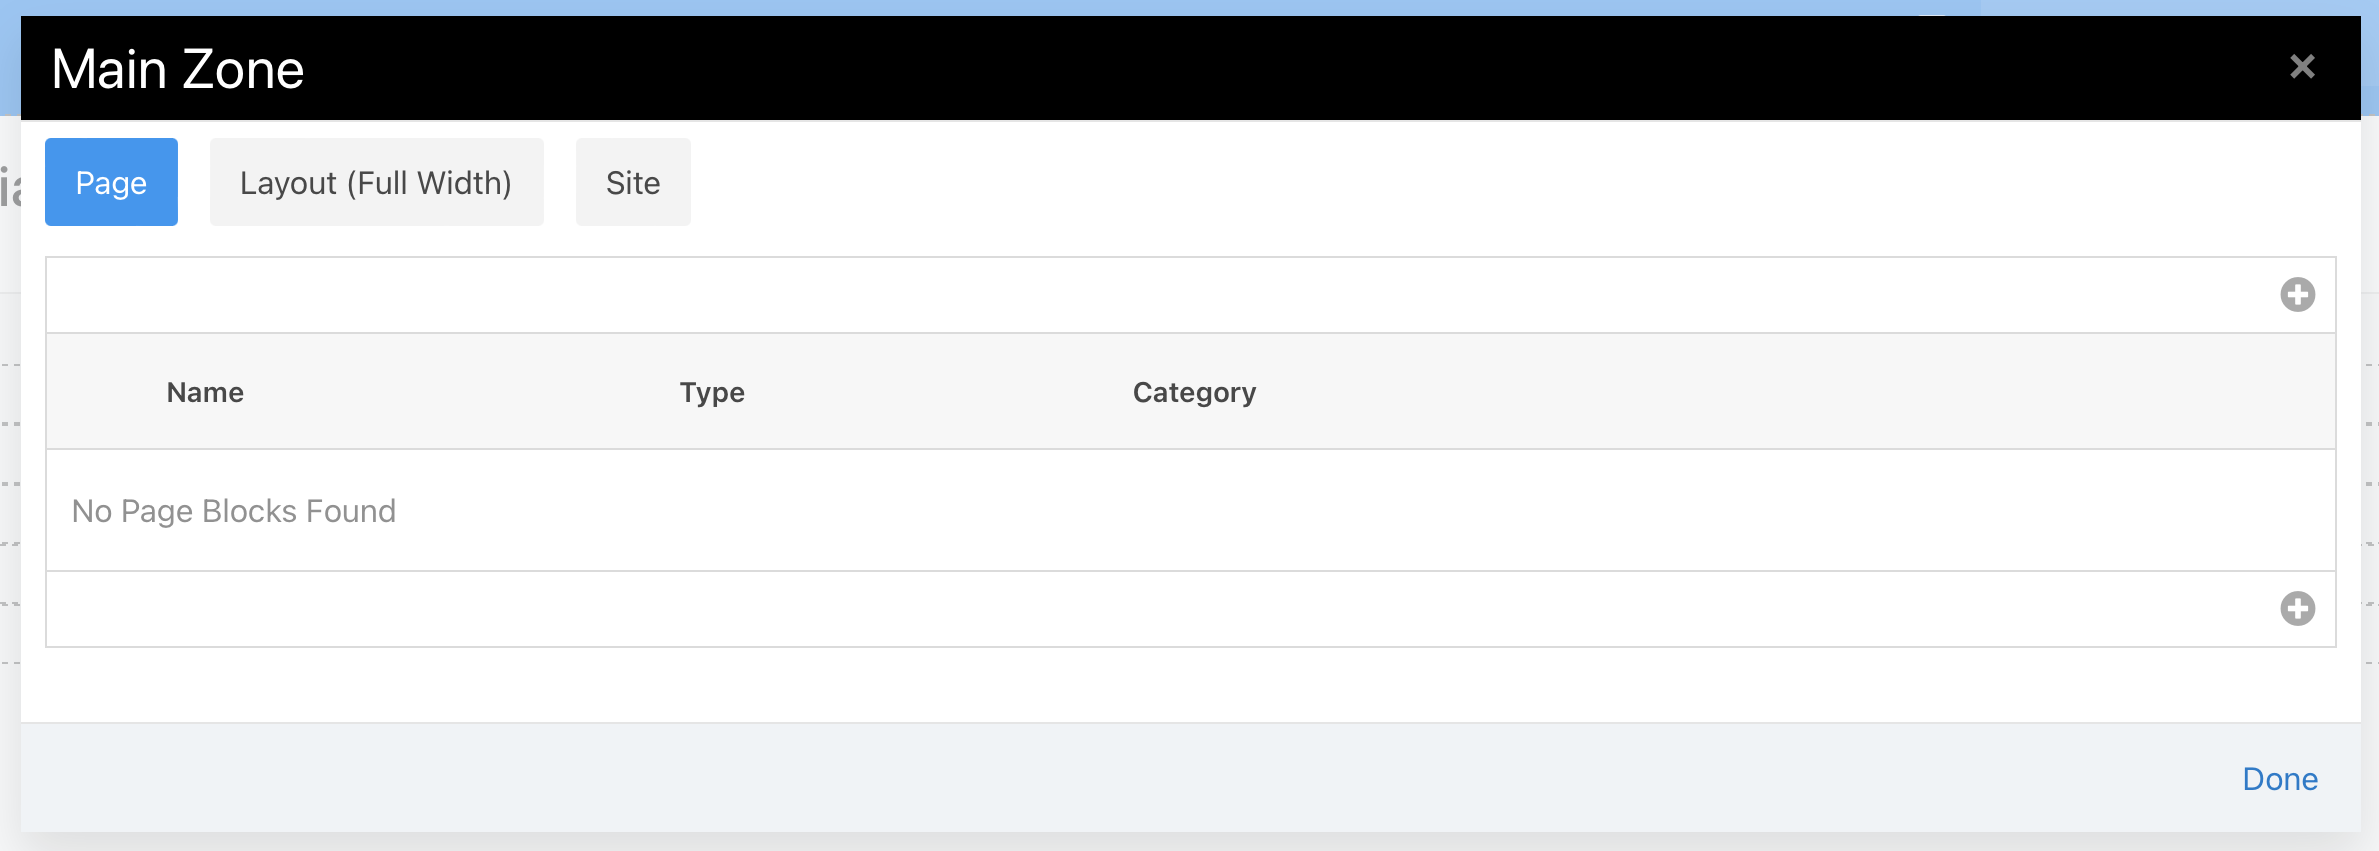 Main Zone
Page Layout (Full Width) Site
Name Type Category
No Page Blocks Found
Done